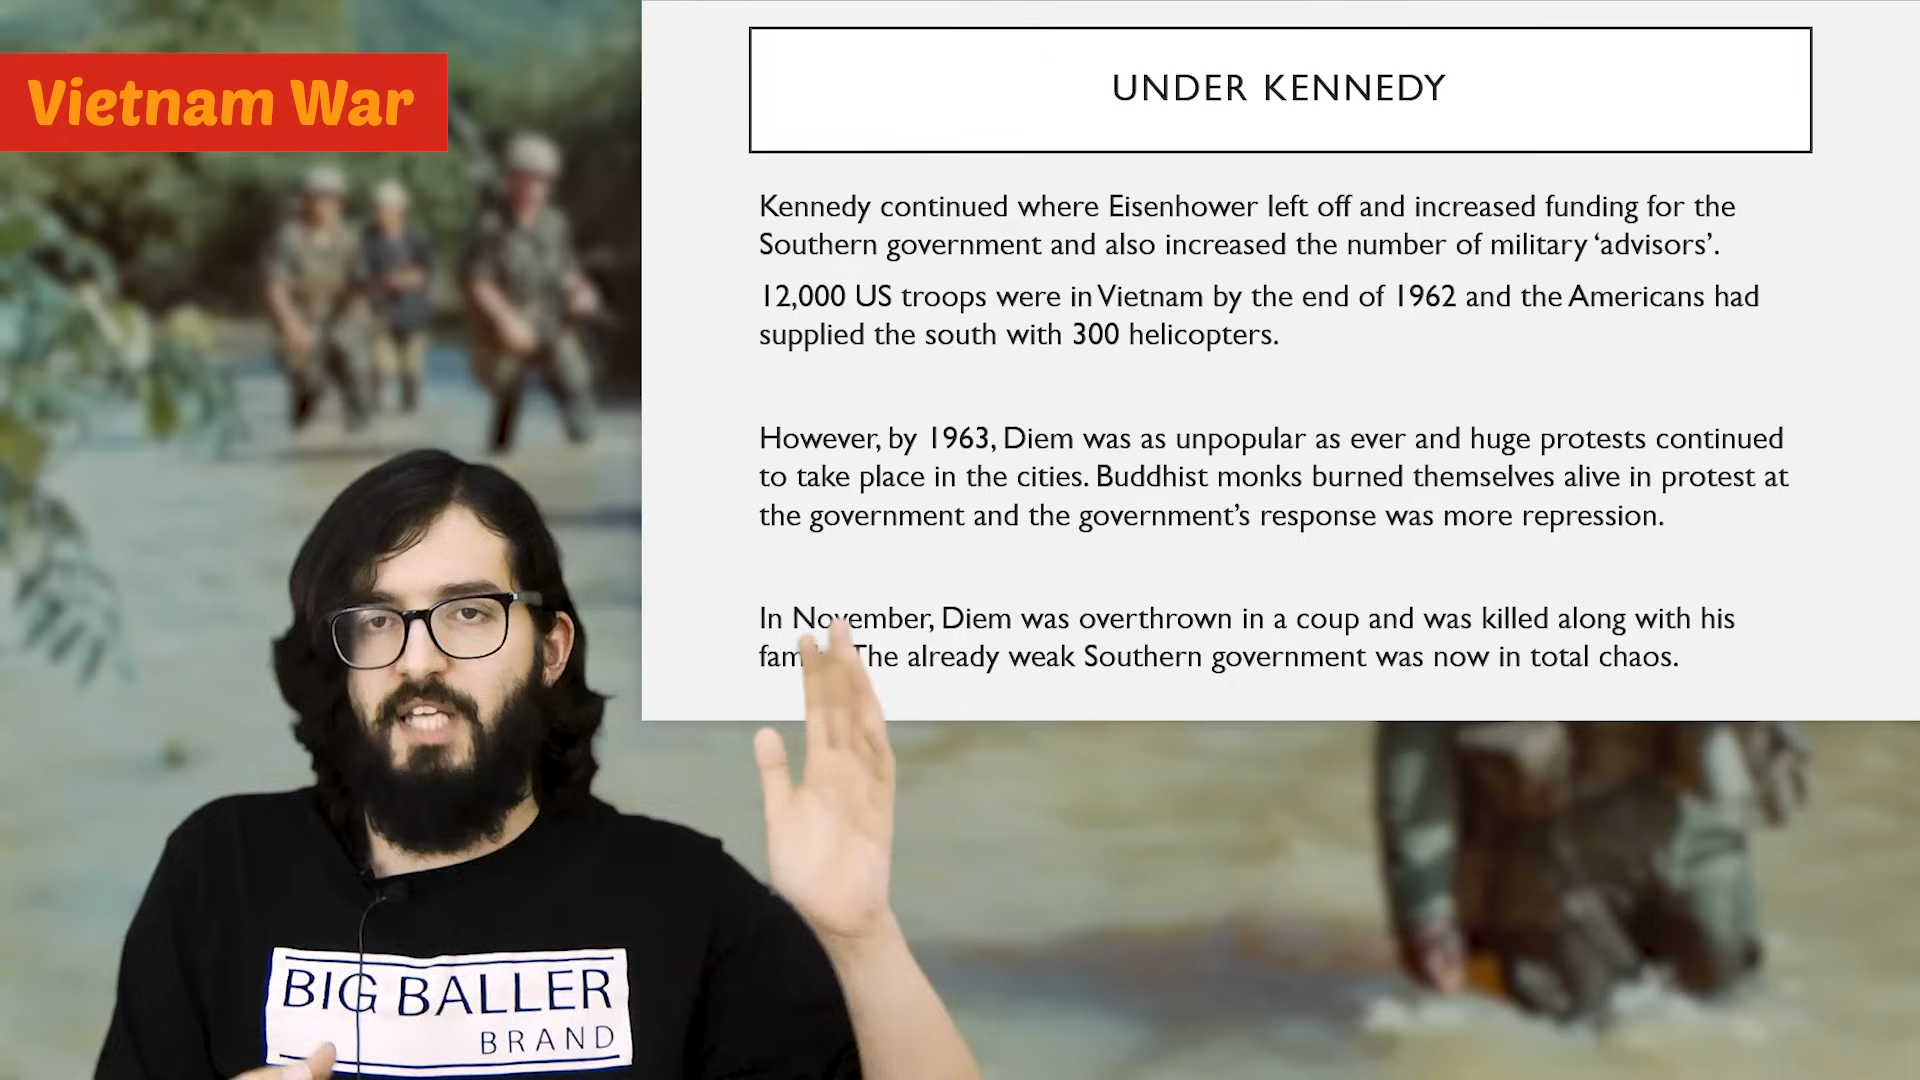 Vietnam War
UNDER KENNEDY
Kennedy continued where Eisenhower left off and increased funding for the
Southern government and also increased the number of military ‘advisors’.
12,000 US troops were in Vietnam by the end of 1962 and the Americans had
supplied the south with 300 helicopters.
However, by 1963, Diem was as unpopular as ever and huge protests continued
to take place in the cities. Buddhist monks burned themselves alive in protest at
the government and the government’s response was more repression.
In November, Diem was overthrown in a coup and was killed along with his
The already weak Southern government was now in total chaos.
BIG BALLER
BRAND